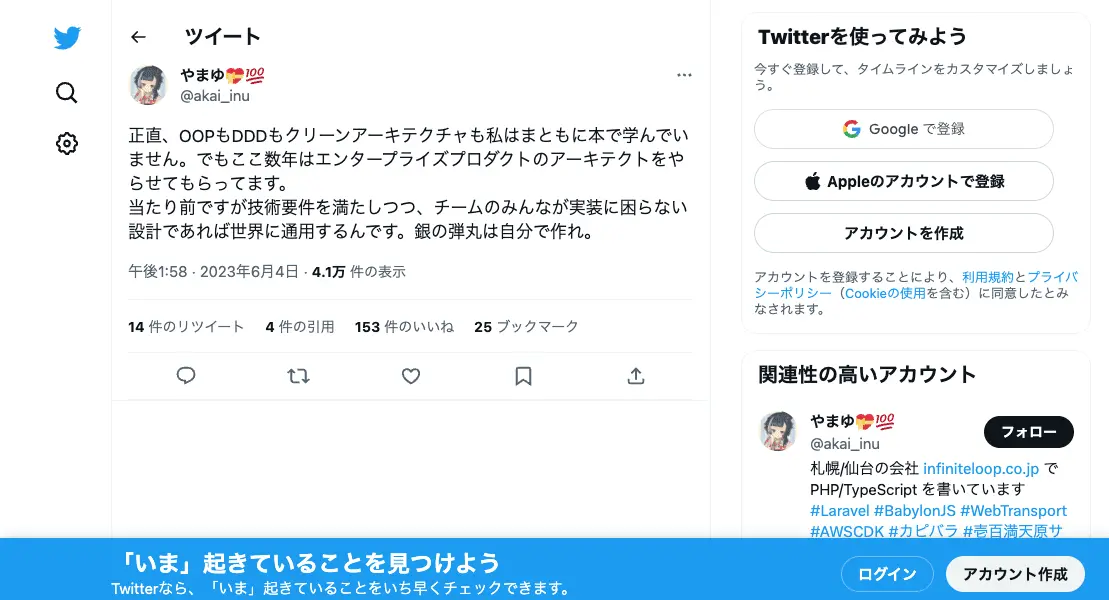 ツイート
やまゆ💝💯
@akai_inu
正直、OOPもDDDもクリーンアーキテクチャも私はまともに本で学んでい
ません。でもここ数年はエンタープライズプロダクトのアーキテクトをや
らせてもらってます。
当たり前ですが技術要件を満たしつつ、チームのみんなが実装に困らない
設計であれば世界に通用するんです。銀の弾丸は自分で作れ。
午後1:58 · 2023年6月4日 · 4.1万 件の表示
14 件のリツイート 4 件の引用 153 件のいいね 25 ブックマーク
Twitterを使ってみよう
今すぐ登録して、タイムラインをカスタマイズしましょ
う。
Google で登録
Appleのアカウントで登録
アカウントを作成
アカウントを登録することにより、利用規約とプライバ
シーポリシー（Cookieの使用を含む）に同意したとみ
なされます。
関連性の高いアカウント
やまゆ💝💯
@akai_inu
フォロー
札幌/仙台の会社 infiniteloop.co.jp で
PHP/TypeScript を書いています
#Laravel #BabylonJS #WebTransport
#AWSCDK #カピバラ #壱百満天原サ
「いま」起きていることを見つけよう
Twitterなら、「いま」起きていることをいち早くチェックできます。
ログイン
アカウント作成